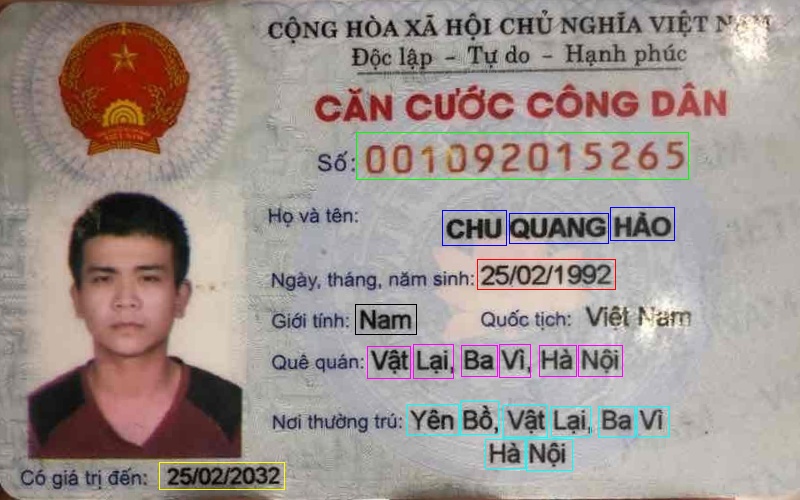 CỘNG HÒA XÃ HỘI CHỦ NGHĨA VIỆT NAM
Độc lập - Tự do - Hạnh phúc
CĂN CƯỚC CÔNG DÂN
Số: 001092015265
Họ và tên: CHU QUANG HẢO
Ngày, tháng, năm sinh: 25/02/1992
Giới tính: Nam Quốc tịch: Việt Nam
Quê quán: Vật Lại, Ba Vì, Hà Nội
Nơi thường trú: Yên Bồ, Vật Lại, Ba Vì
Hà Nội
Có giá trị đến: 25/02/2032